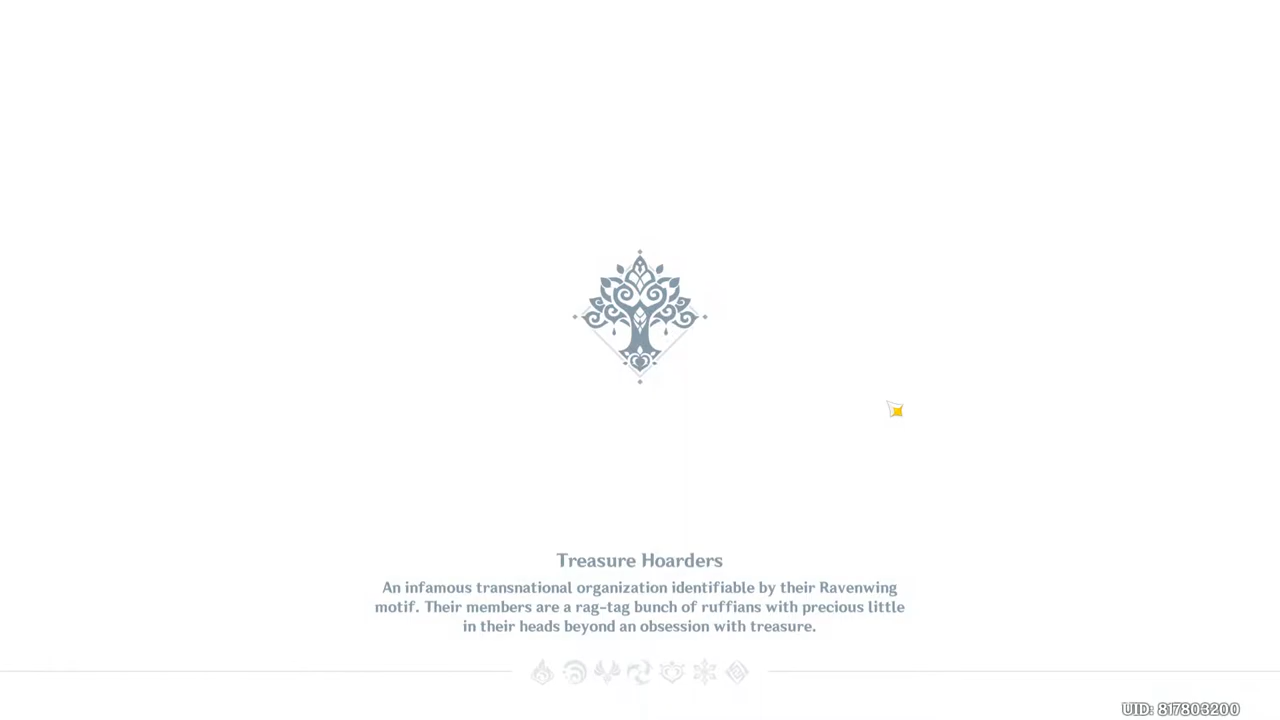 Treasure Hoarders
An infamous transnational organization identifiable by their Ravenwing
motif. Their members are a rag-tag bunch of ruffians with precious little
in their heads beyond an obsession with treasure.
UID: 817803200